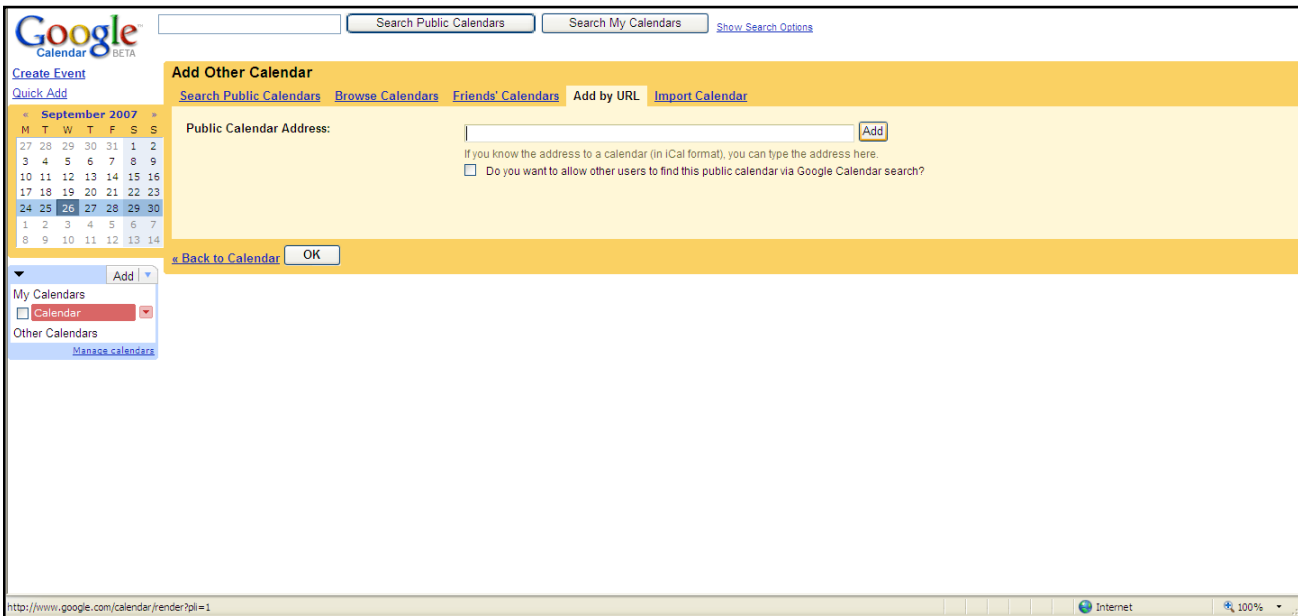 Google™
Calendar BETA
Search Public Calendars Search My Calendars Show Search Options
Create Event
Quick Add
« September 2007 »
M T W T F S S
27 28 29 30 31 1 2
3 4 5 6 7 8 9
10 11 12 13 14 15 16
17 18 19 20 21 22 23
24 25 26 27 28 29 30
1 2 3 4 5 6 7
8 9 10 11 12 13 14
Add
My Calendars
Calendar
Other Calendars
Manage calendars
Add Other Calendar
Search Public Calendars Browse Calendars Friends' Calendars Add by URL Import Calendar
Public Calendar Address: Add
If you know the address to a calendar (in iCal format), you can type the address here.
Do you want to allow other users to find this public calendar via Google Calendar search?
« Back to Calendar OK
http://www.google.com/calendar/render?pli=1 Internet 100%